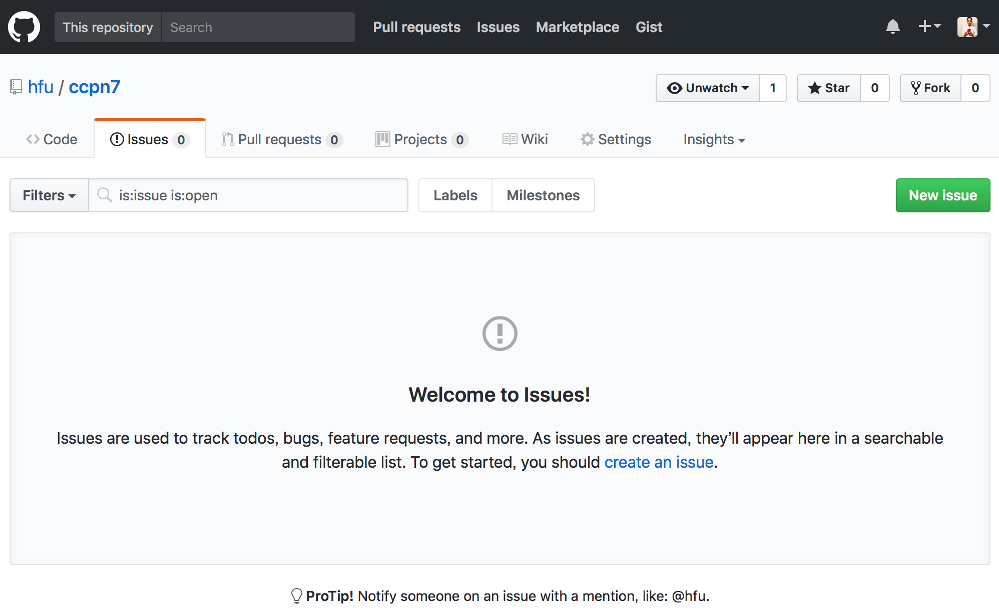 This repository Search Pull requests Issues Marketplace Gist
hfu / ccpn7 Unwatch 1 Star 0 Fork 0
Code Issues 0 Pull requests 0 Projects 0 Wiki Settings Insights
Filters is:issue is:open Labels Milestones New issue
Welcome to Issues!
Issues are used to track todos, bugs, feature requests, and more. As issues are created, they’ll appear here in a searchable
and filterable list. To get started, you should create an issue.
ProTip! Notify someone on an issue with a mention, like: @hfu.